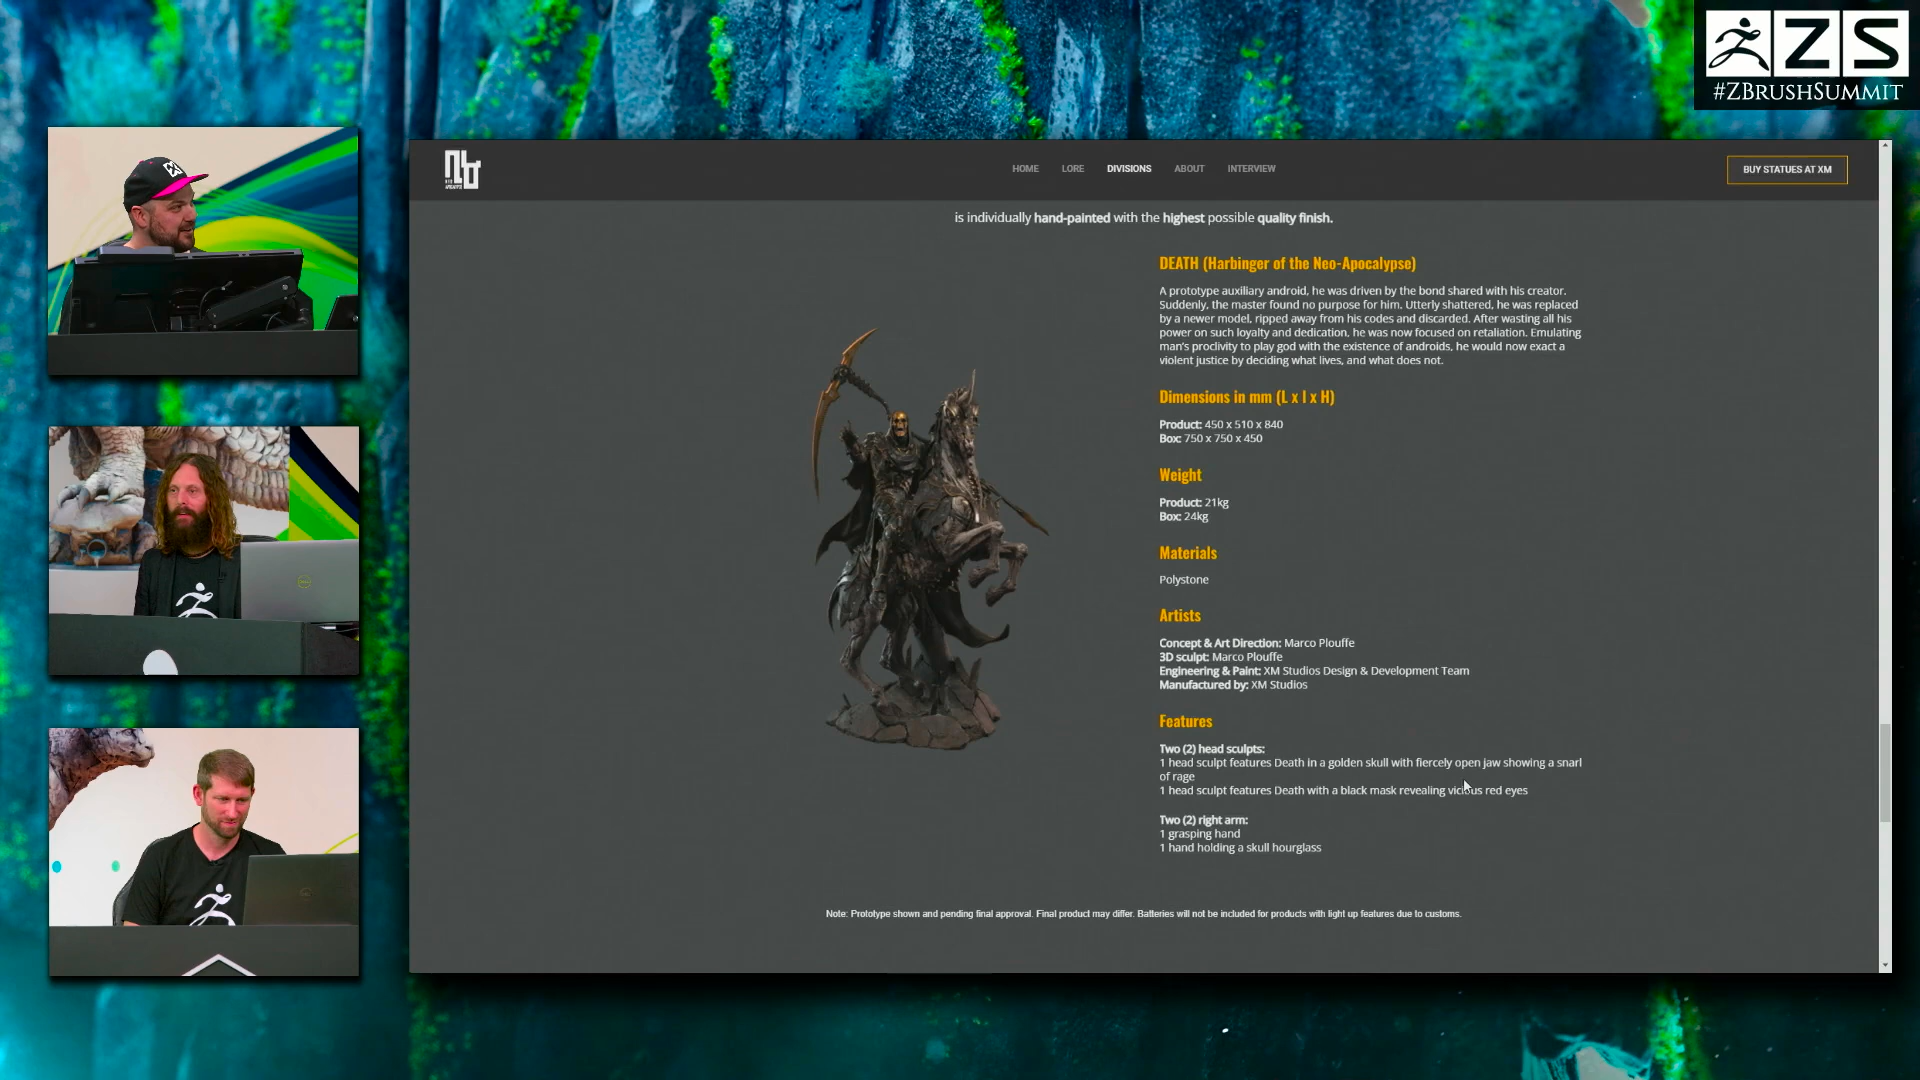 ZS
#ZBrushSummit
HOME LORE DIVISIONS ABOUT INTERVIEW
BUY STATUES AT XM
is individually hand-painted with the highest possible quality finish.
DEATH (Harbinger of the Neo-Apocalypse)
A prototype auxiliary android, he was driven by the bond shared with his creator.
Suddenly, the master found no purpose for him. Utterly shattered, he was replaced
by a newer model, ripped away from his codes and discarded. After wasting all his
power on such loyalty and dedication, he was now focused on retaliation. Emulating
man's proclivity to play god with the existence of androids, he would now exact a
violent justice by deciding what lives, and what does not.
Dimensions in mm (L x l x H)
Product: 450 x 510 x 840
Box: 750 x 750 x 450
Weight
Product: 21kg
Box: 24kg
Materials
Polystone
Artists
Concept & Art Direction: Marco Plouffe
3D sculpt: Marco Plouffe
Engineering & Paint: XM Studios Design & Development Team
Manufactured by: XM Studios
Features
Two (2) head sculpts:
1 head sculpt features Death in a golden skull with fiercely open jaw showing a snarl
of rage
1 head sculpt features Death with a black mask revealing vicious red eyes
Two (2) right arm:
1 grasping hand
1 hand holding a skull hourglass
Note: Prototype shown and pending final approval. Final product may differ. Batteries will not be included for products with light up features due to customs.